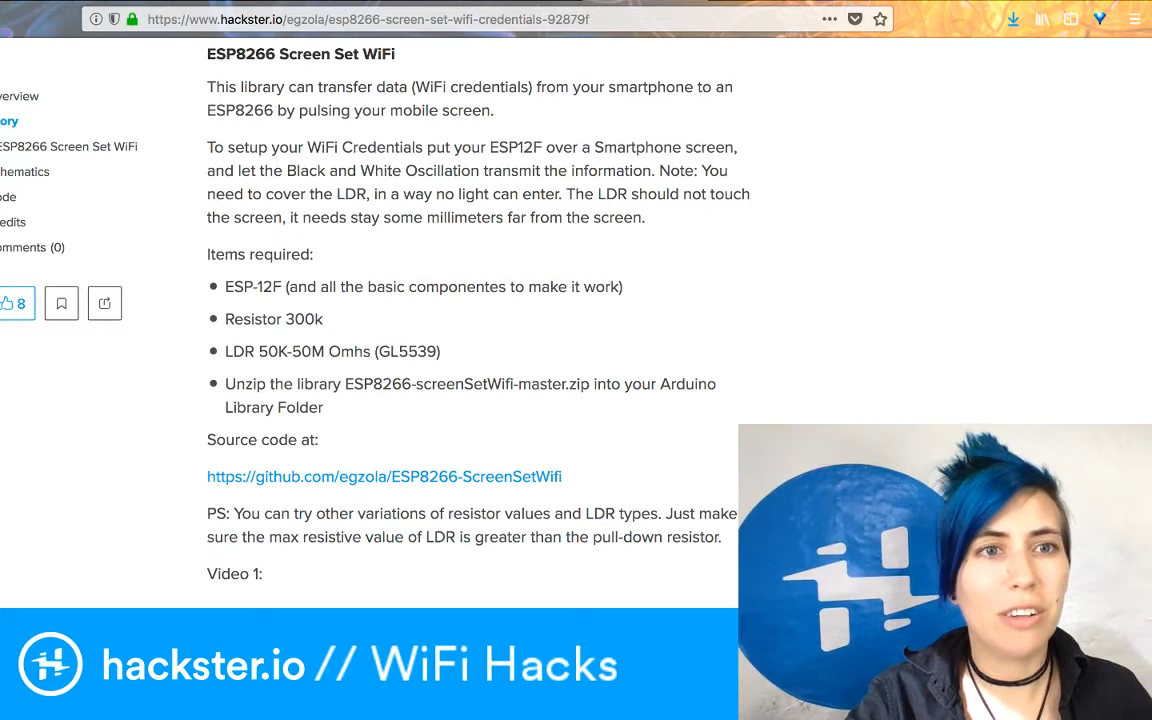 https://www.hackster.io/egzola/esp8266-screen-set-wifi-credentials-92879f
ESP8266 Screen Set WiFi
This library can transfer data (WiFi credentials) from your smartphone to an
ESP8266 by pulsing your mobile screen.
To setup your WiFi Credentials put your ESP12F over a Smartphone screen,
and let the Black and White Oscillation transmit the information. Note: You
need to cover the LDR, in a way no light can enter. The LDR should not touch
the screen, it needs stay some millimeters far from the screen.
Items required:
ESP-12F (and all the basic componentes to make it work)
Resistor 300k
LDR 50K-50M Omhs (GL5539)
Unzip the library ESP8266-screenSetWifi-master.zip into your Arduino
Library Folder
Source code at:
https://github.com/egzola/ESP8266-ScreenSetWifi
PS: You can try other variations of resistor values and LDR types. Just make
sure the max resistive value of LDR is greater than the pull-down resistor.
Video 1:
verview
ory
ESP8266 Screen Set WiFi
hematics
ode
edits
omments (0)
8
hackster.io // WiFi Hacks